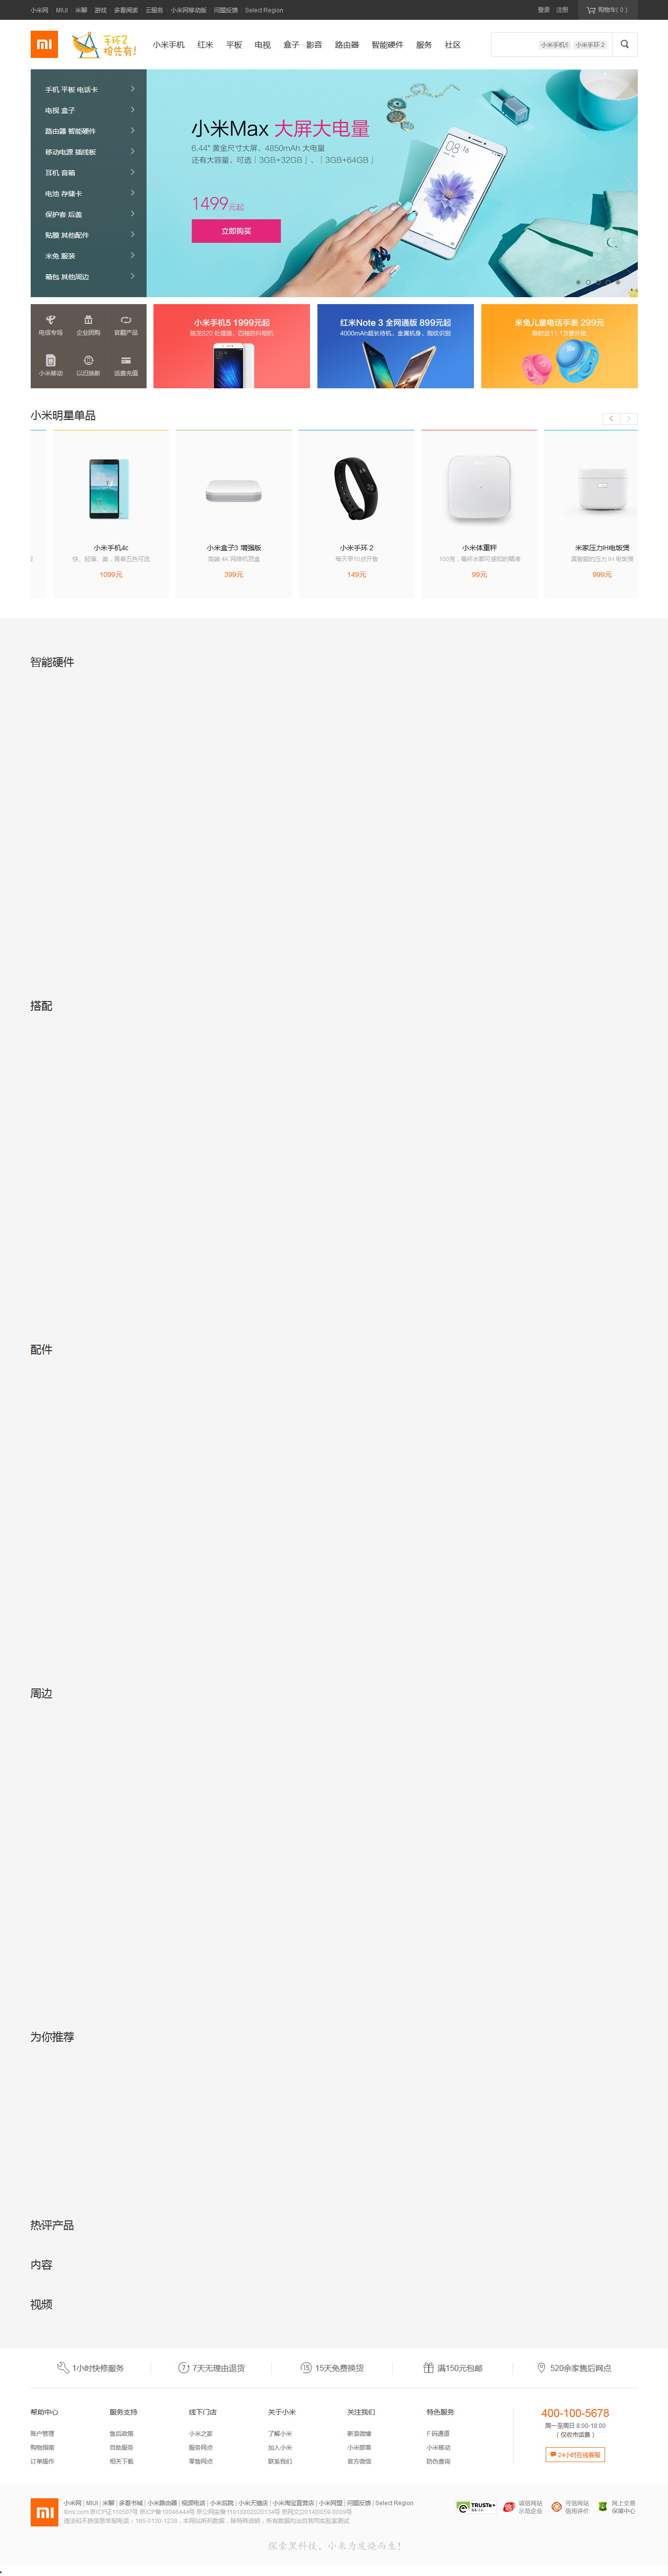 小米网 MIUI 米聊 游戏 多看阅读 云服务 小米网移动版 问题反馈 Select Region
登录 注册 购物车( 0 )
手环2 抢先有!
小米手机 红米 平板 电视 盒子 · 影音 路由器 智能硬件 服务 社区
小米手机5 小米手环 2
手机 平板 电话卡
电视 盒子
路由器 智能硬件
移动电源 插线板
耳机 音箱
电池 存储卡
保护套 后盖
贴膜 其他配件
米兔 服装
箱包 其他周边
小米Max 大屏大电量
6.44" 黄金尺寸大屏、4850mAh 大电量
还有大容量，可选「3GB+32GB」、「3GB+64GB」
1499元起
立即购买
08:16
电信专场 企业团购 官翻产品
小米移动 以旧换新 话费充值
小米手机5 1999元起
骁龙820 处理器，四轴防抖相机
红米Note 3 全网通版 899元起
4000mAh超长待机，金属机身、指纹识别
米兔儿童电话手表 299元
小米明星单品
小米手机4c
快、轻薄、美，青春五色可选
1099元
小米盒子3 增强版
高端 4K 网络机顶盒
399元
小米手环 2
每天早10点开售
149元
小米体重秤
100克，喝杯水都可感知的精准
99元
米家压力IH电饭煲
真智能的压力 IH 电饭煲
999元
智能硬件
搭配
配件
周边
为你推荐
热评产品
内容
视频
1小时快修服务 7天无理由退货 15天免费换货 满150元包邮 520余家售后网点
帮助中心
账户管理
购物指南
订单操作
服务支持
售后政策
自助服务
相关下载
线下门店
小米之家
服务网点
零售网点
关于小米
了解小米
加入小米
联系我们
关注我们
新浪微博
小米部落
官方微信
特色服务
F 码通道
小米移动
防伪查询
400-100-5678
周一至周日 8:00-18:00
（仅收市话费）
24小时在线客服
小米网 | MIUI | 米聊 | 多看书城 | 小米路由器 | 视频电话 | 小米后院 | 小米天猫店 | 小米淘宝直营店 | 小米网盟 | 问题反馈 | Select Region
©mi.com 京ICP证110507号 京ICP备10046444号 京公网安备11010802020134号 京网文[2014]0059-0009号
违法和不良信息举报电话：185-0130-1238，本网站所列数据，除特殊说明，所有数据均出自我司实验室测试
TRUSTe
诚信网站
示范企业
可信网站
信用评价
网上交易
保障中心
探索黑科技，小米为发烧而生！